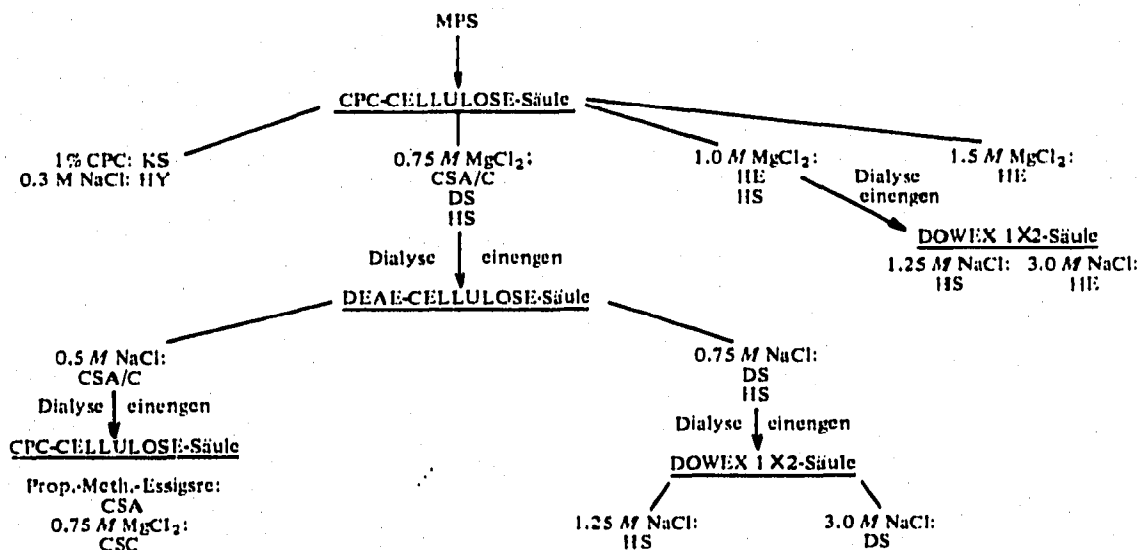 MPS
CPC-CELLULOSE-Säule
1% CPC: KS
0.3 M NaCl: HY
0.75 M MgCl₂:
CSA/C
DS
HS
1.0 M MgCl₂:
HE
HS
1.5 M MgCl₂:
HE
Dialyse
einengen
DOWEX 1X2-Säule
1.25 M NaCl: 3.0 M NaCl:
HS HE
Dialyse einengen
DEAE-CELLULOSE-Säule
0.5 M NaCl:
CSA/C
Dialyse einengen
CPC-CELLULOSE-Säule
Prop.-Meth.-Essigsre:
CSA
0.75 M MgCl₂:
CSC
0.75 M NaCl:
DS
HS
Dialyse einengen
DOWEX 1X2-Säule
1.25 M NaCl: 3.0 M NaCl:
HS DS